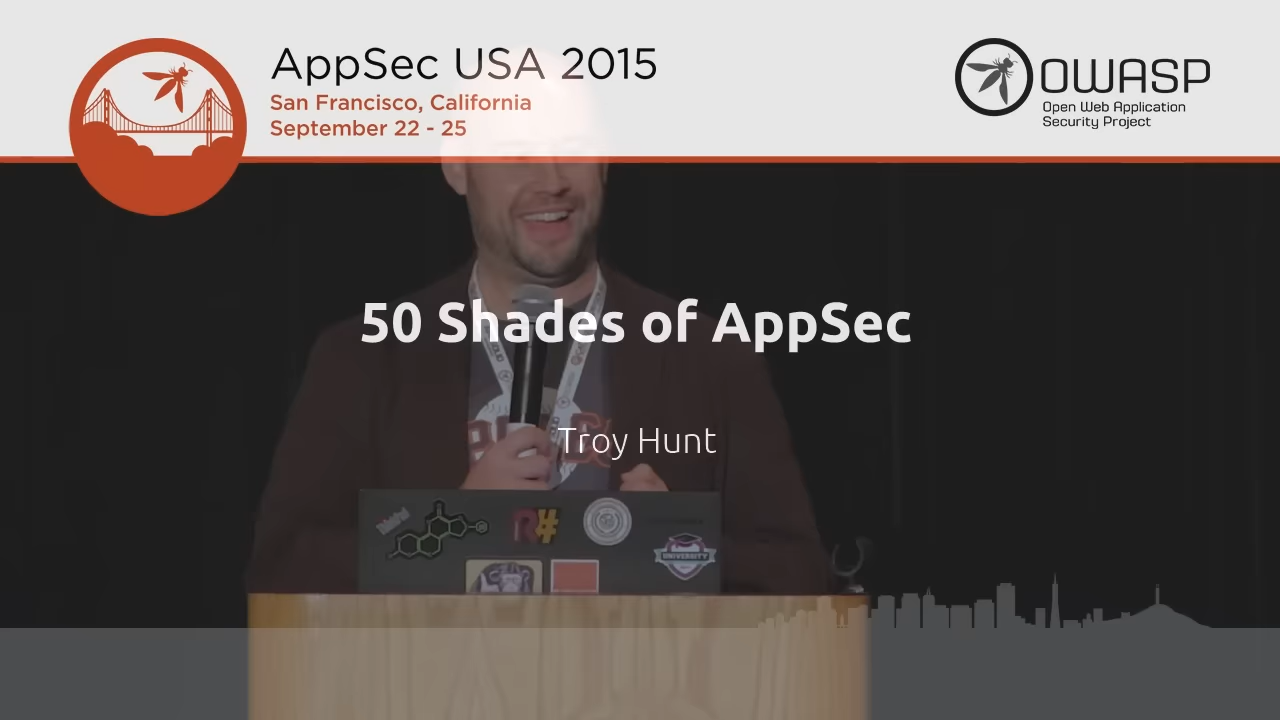 AppSec USA 2015
San Francisco, California
September 22 - 25
OWASP
Open Web Application
Security Project
50 Shades of AppSec
Troy Hunt
R#
UNIVERSITY